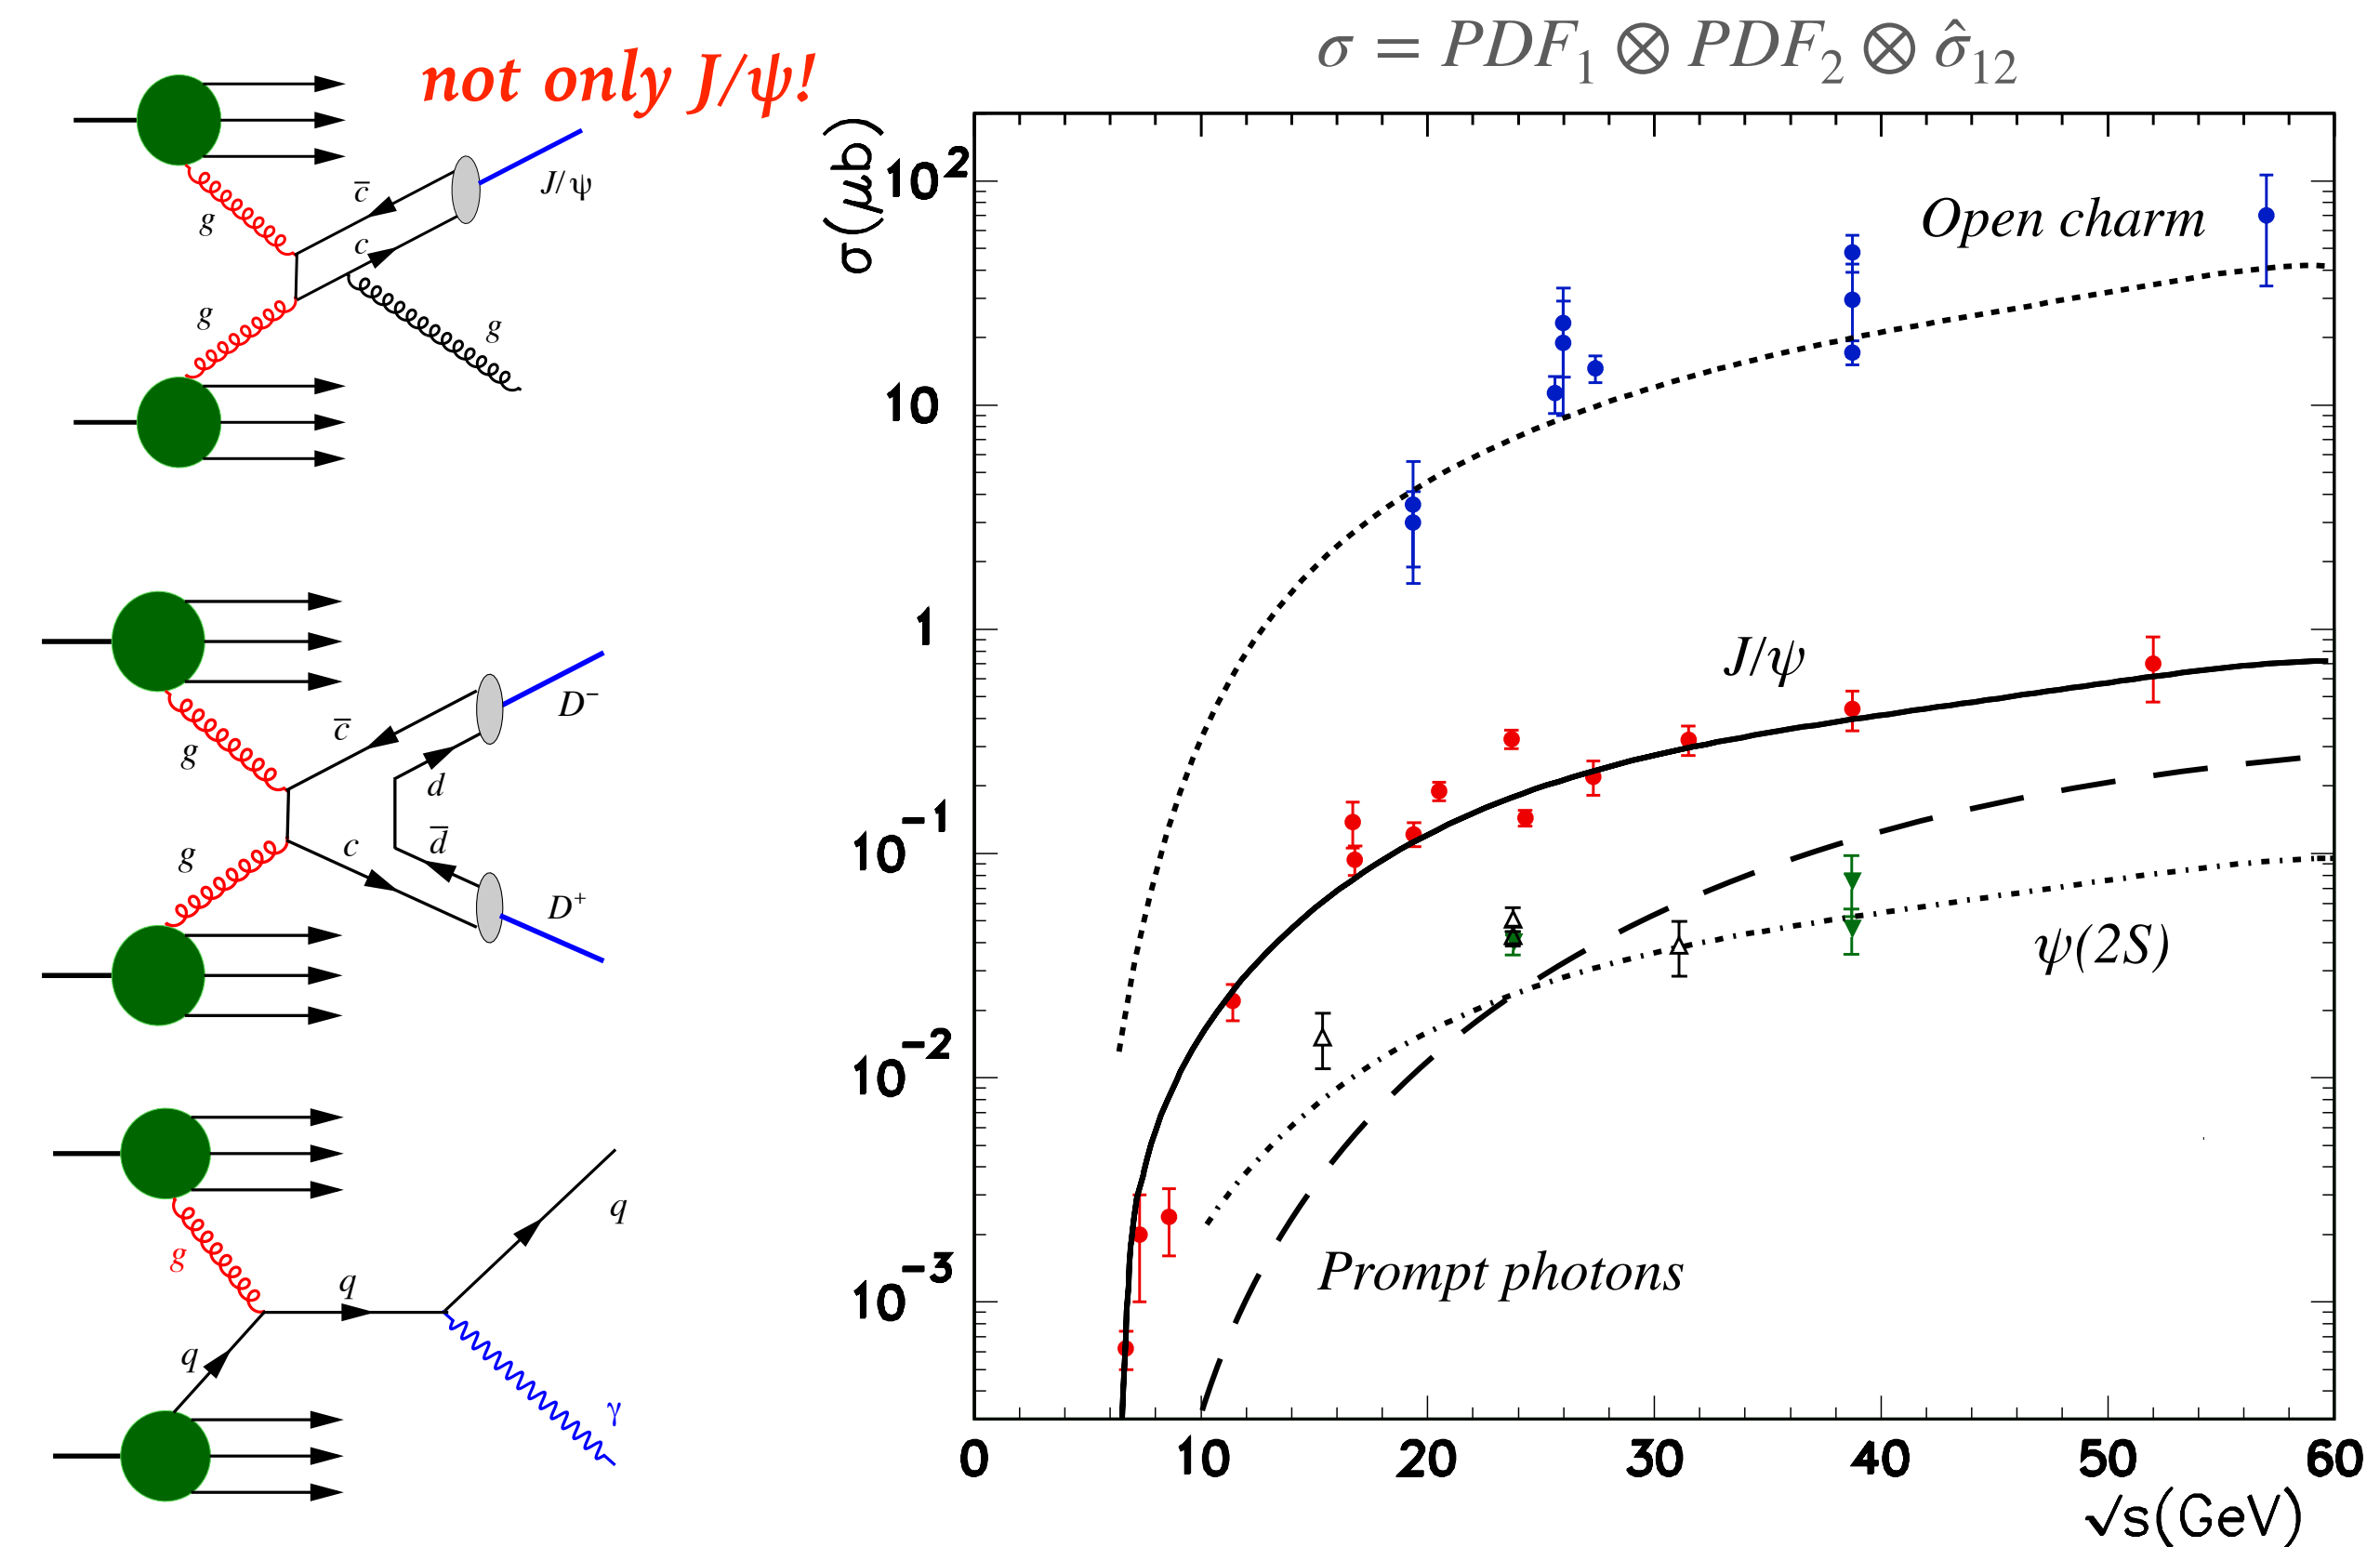 not only J/ψ!
σ = PDF₁ ⊗ PDF₂ ⊗ σ̂₁₂
c̄
J/ψ
g
c
g
g
c̄
D⁻
g
d
d̄
c
g
D⁺
q
g
q
q
γ
σ(μb)
10²
10
1
10⁻¹
10⁻²
10⁻³
Open charm
J/ψ
ψ(2S)
Prompt photons
0 10 20 30 40 50 60
√s(GeV)